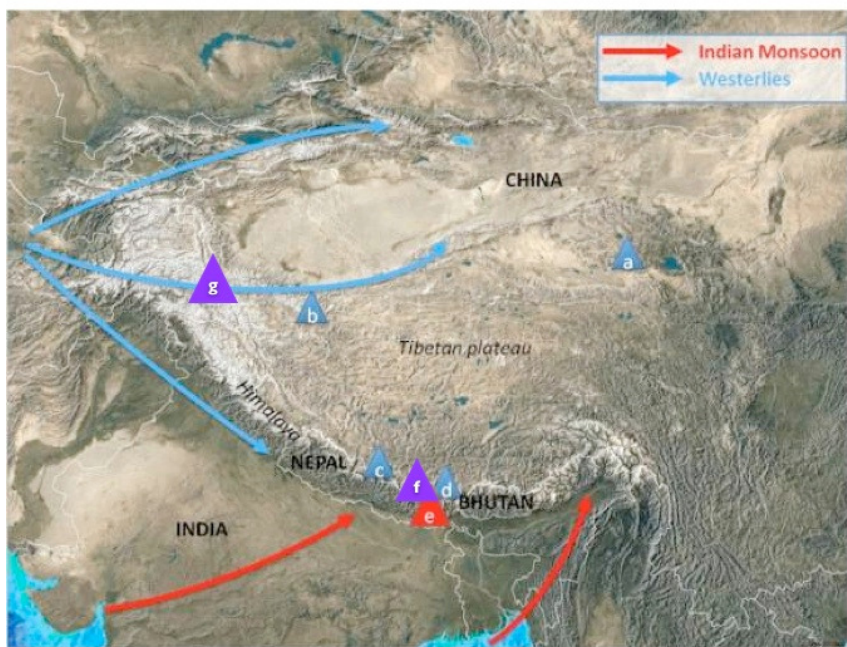 Indian Monsoon
Westerlies
CHINA
a
g
b
Tibetan plateau
Himalaya
NEPAL
c
f
d
BHUTAN
e
INDIA